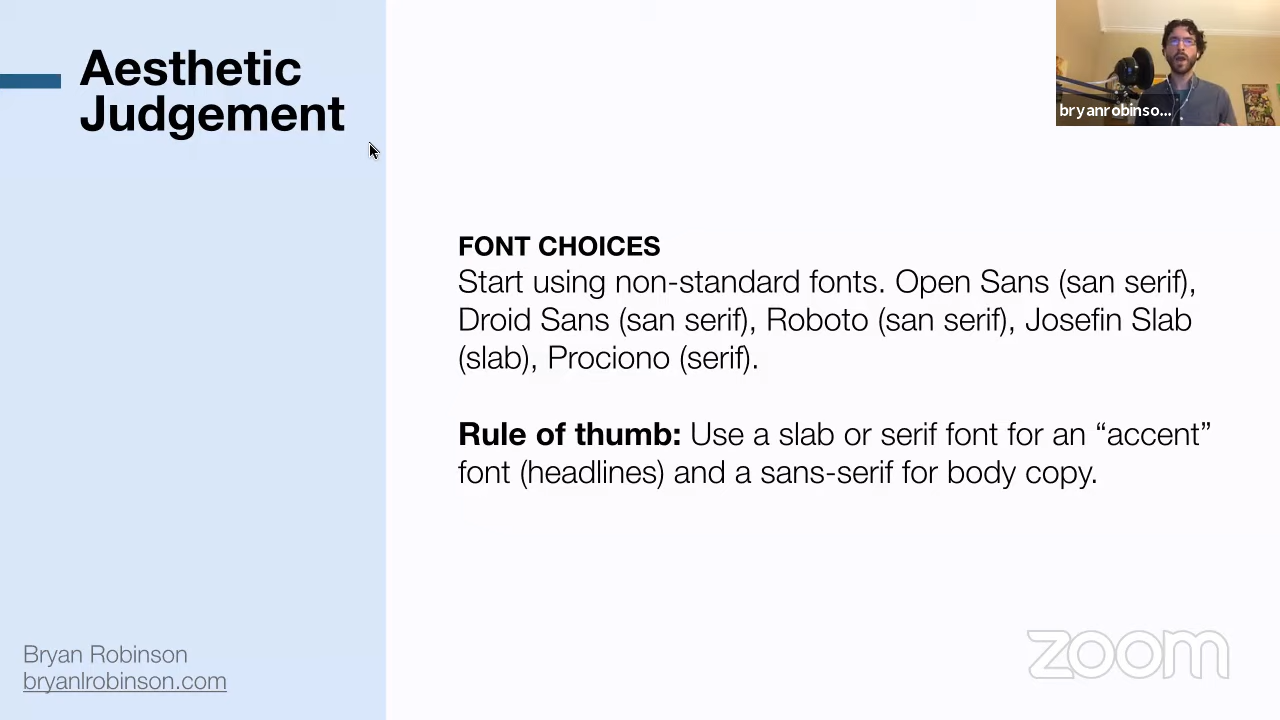 Aesthetic
Judgement
bryanrobinso...
FONT CHOICES
Start using non-standard fonts. Open Sans (san serif),
Droid Sans (san serif), Roboto (san serif), Josefin Slab
(slab), Prociono (serif).
Rule of thumb: Use a slab or serif font for an “accent”
font (headlines) and a sans-serif for body copy.
Bryan Robinson
bryanlrobinson.com
zoom